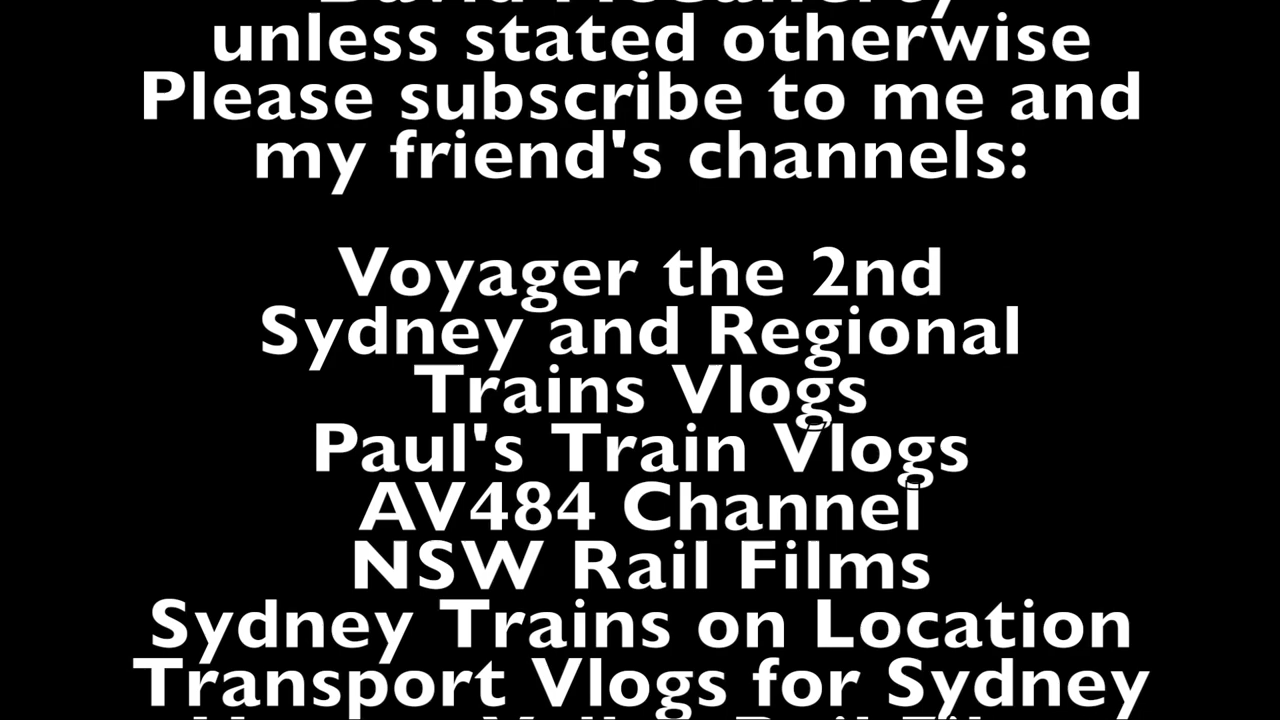 unless stated otherwise
Please subscribe to me and
my friend's channels:
Voyager the 2nd
Sydney and Regional
Trains Vlogs
Paul's Train Vlogs
AV484 Channel
NSW Rail Films
Sydney Trains on Location
Transport Vlogs for Sydney